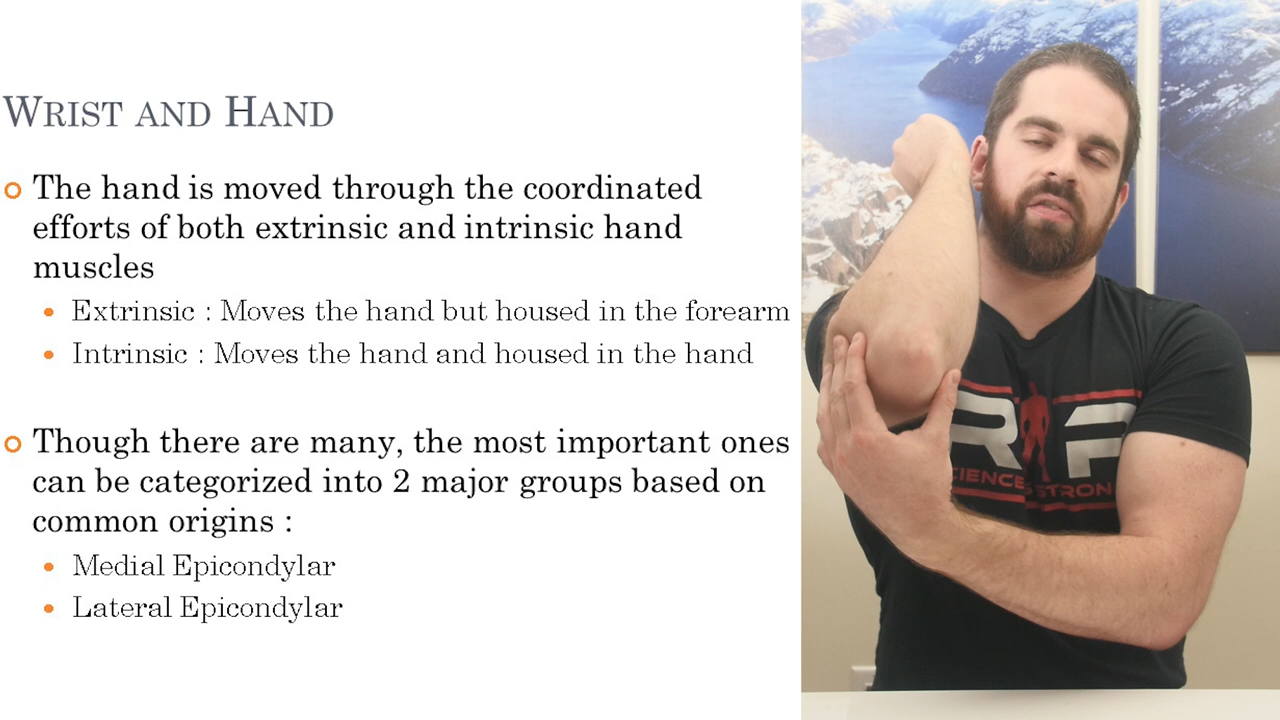 WRIST AND HAND
The hand is moved through the coordinated
efforts of both extrinsic and intrinsic hand
muscles
Extrinsic : Moves the hand but housed in the forearm
Intrinsic : Moves the hand and housed in the hand
Though there are many, the most important ones
can be categorized into 2 major groups based on
common origins :
Medial Epicondylar
Lateral Epicondylar
R P